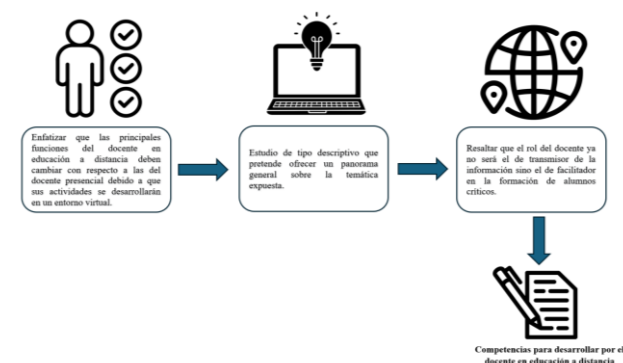 Enfatizar que las principales
funciones del docente en
educación a distancia deben
cambiar con respecto a las del
docente presencial debido a que
sus actividades se desarrollarán
en un entorno virtual.
Estudio de tipo descriptivo que
pretende ofrecer un panorama
general sobre la temática
expuesta.
Resaltar que el rol del docente ya
no será el de transmisor de la
información sino el de facilitador
en la formación de alumnos
críticos.
Competencias para desarrollar por el
docente en educación a distancia